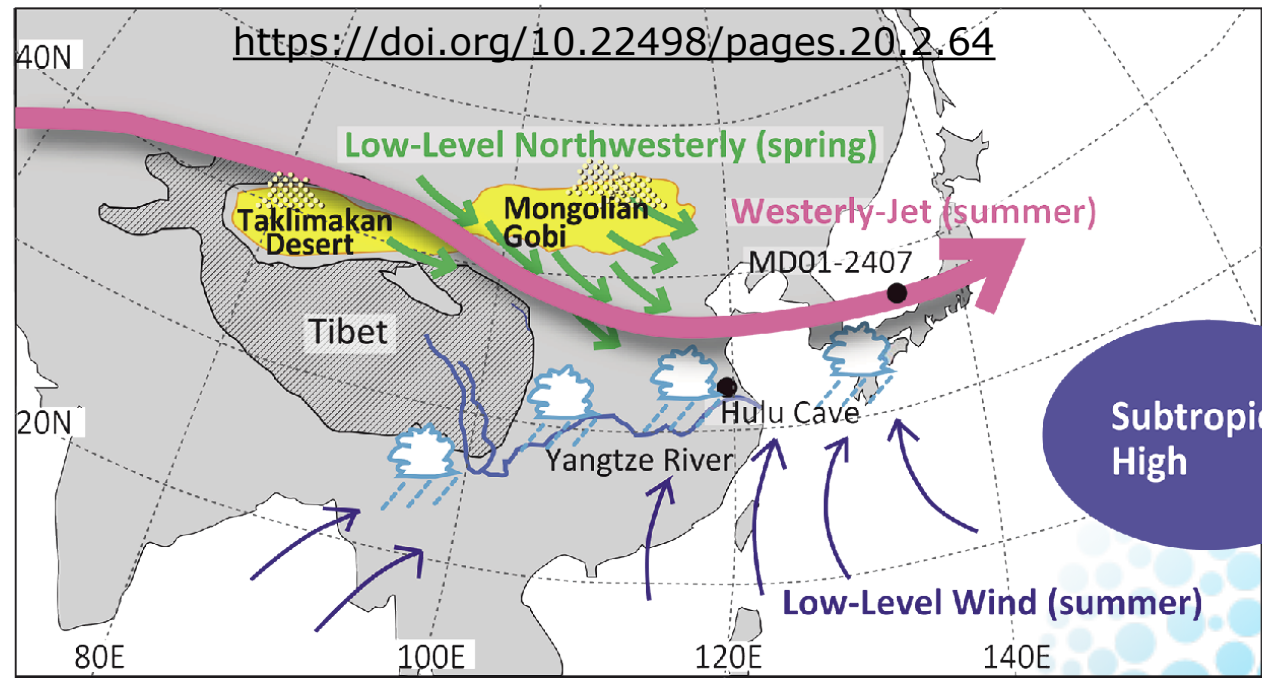 https://doi.org/10.22498/pages.20.2.64
40N
Low-Level Northwesterly (spring)
Taklimakan
Desert
Mongolian
Gobi
Westerly-Jet (summer)
MD01-2407
Tibet
20N
Hulu Cave
Yangtze River
Subtropic
High
Low-Level Wind (summer)
80E
100E
120E
140E